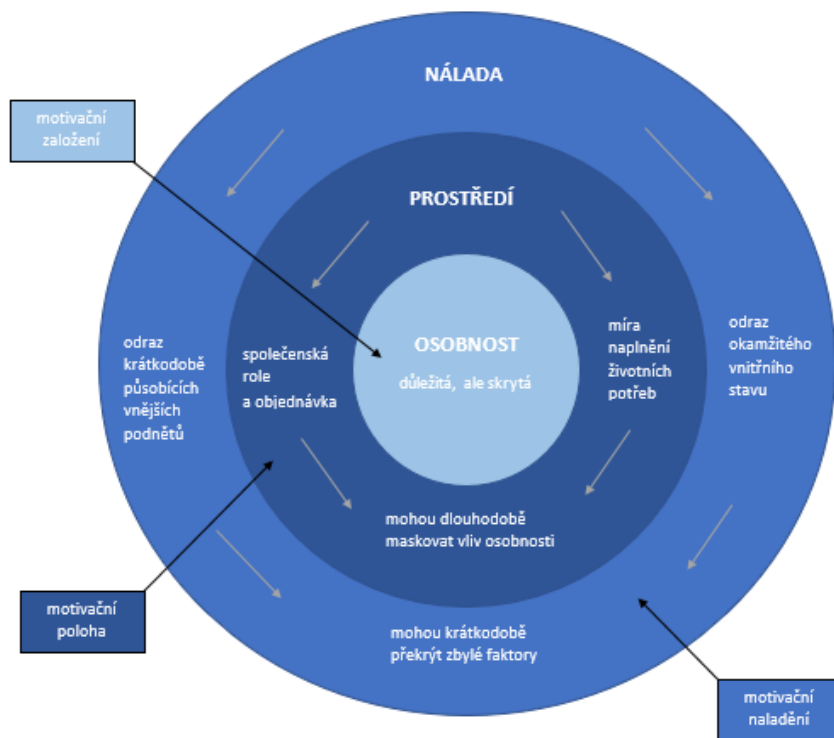 NÁLADA
motivační
založení
PROSTŘEDÍ
OSOBNOST
důležitá, ale skrytá
odraz
krátkodobě
působících
vnějších
podnětů
společenská
role
a objednávka
míra
naplnění
životních
potřeb
odraz
okamžitého
vnitřního
stavu
mohou dlouhodobě
maskovat vliv osobnosti
motivační
poloha
mohou krátkodobě
překrýt zbylé faktory
motivační
naladění